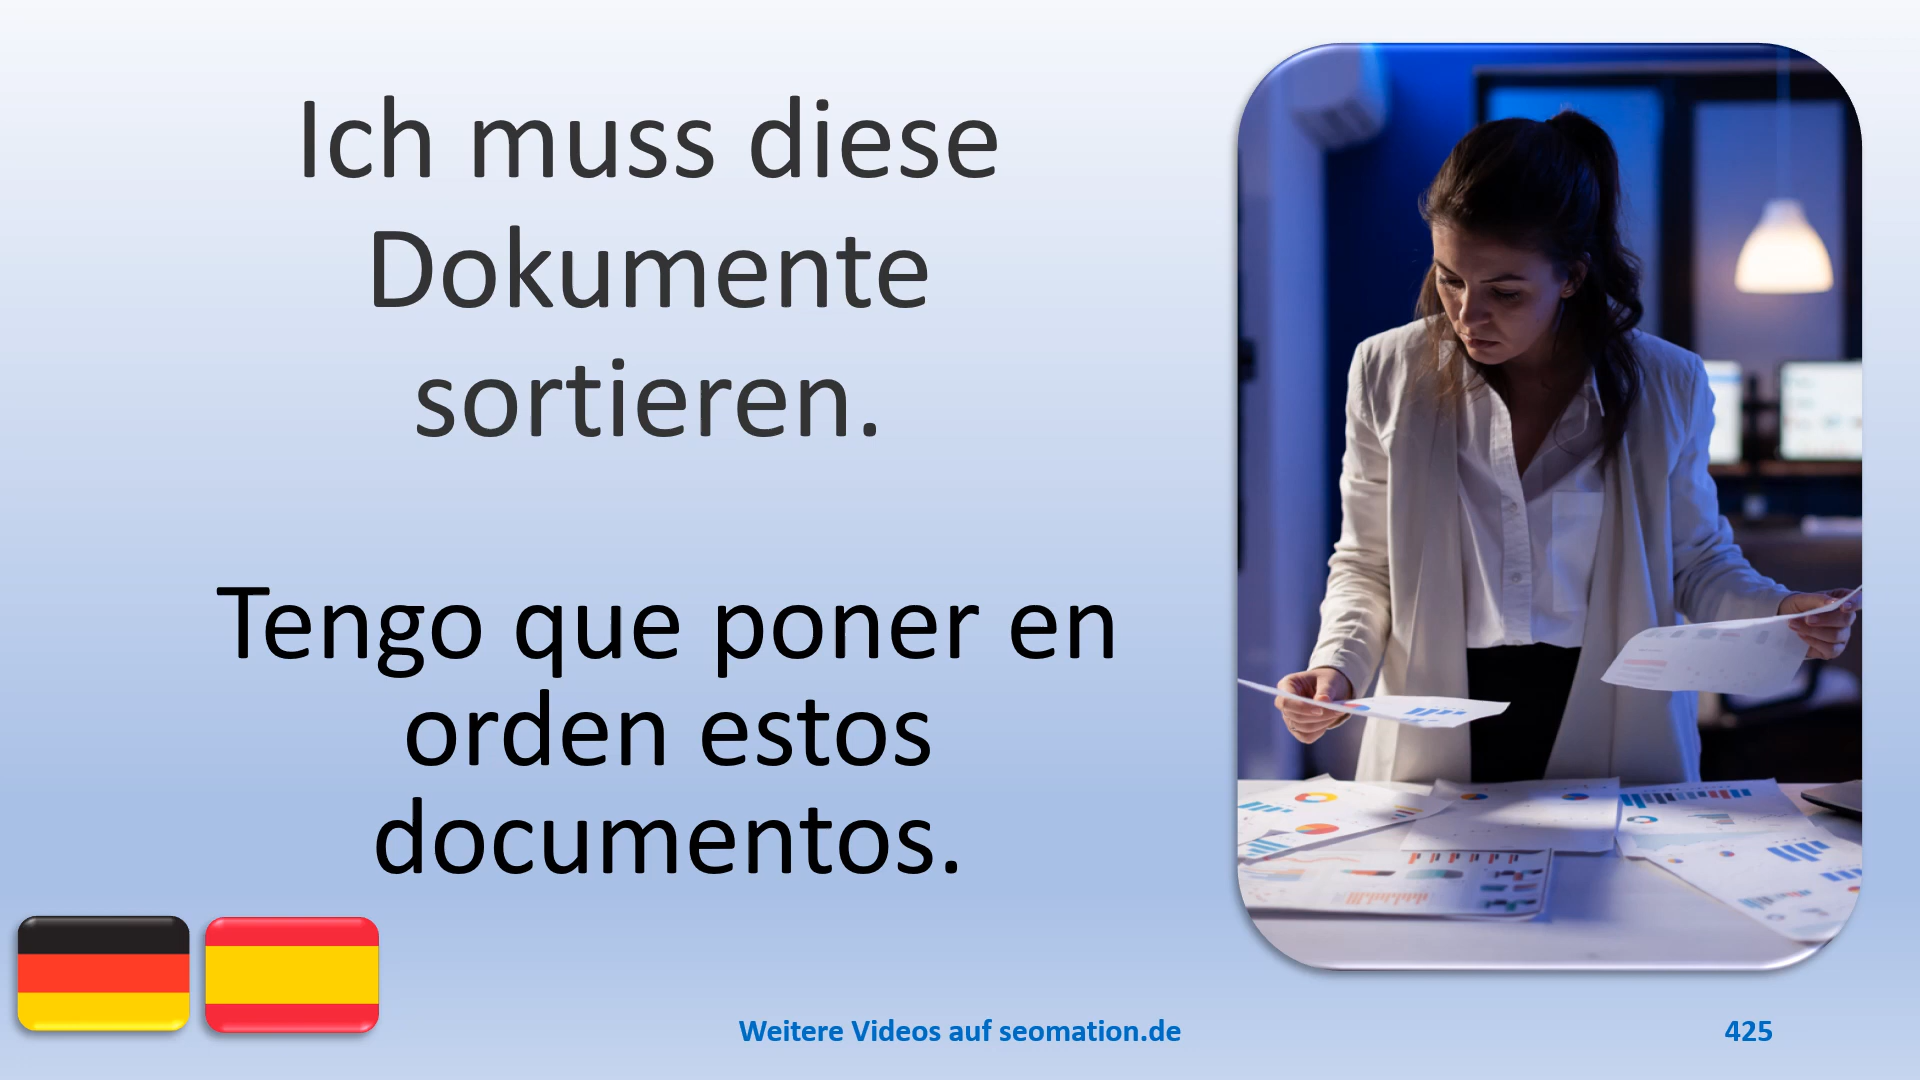 Ich muss diese
Dokumente
sortieren.
Tengo que poner en
orden estos
documentos.
Weitere Videos auf seomation.de
425